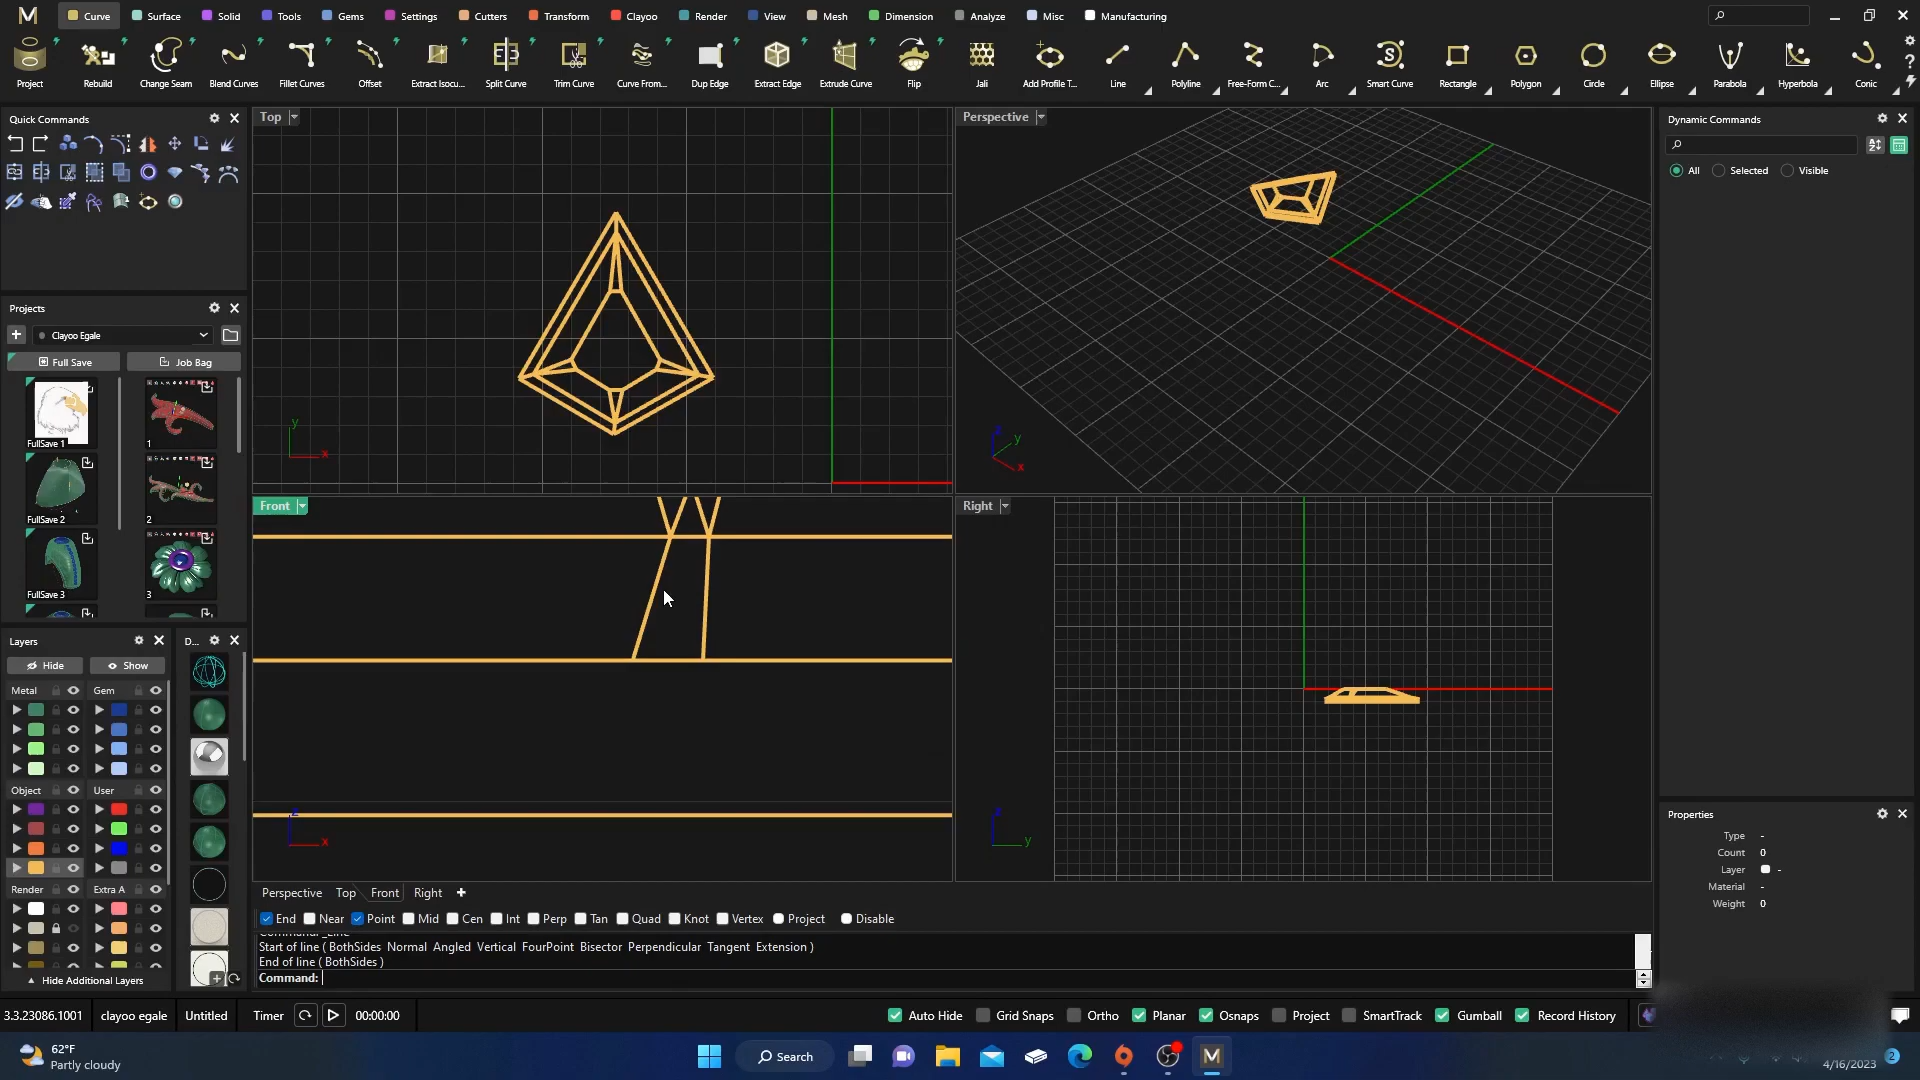 Curve Surface Solid Tools Gems Settings Cutters Transform Clayoo Render View Mesh Dimension Analyze Misc Manufacturing
Project Rebuild Change Seam Blend Curves Fillet Curves Offset Extract Isocu... Split Curve Trim Curve Curve From... Dup Edge Extract Edge Extrude Curve Flip Jali Add Profile T... Line Polyline Free-Form C... Arc Smart Curve Rectangle Polygon Circle Ellipse Parabola Hyperbola Conic
Quick Commands
Top
Perspective
Dynamic Commands
All Selected Visible
Projects
Clayoo Egale
Full Save Job Bag
FullSave 1
1
FullSave 2
2
FullSave 3
3
y
x
z
y
x
Front
Right
Layers
D...
Hide Show
Metal Gem
Object User
Render Extra A
Hide Additional Layers
z
x
z
y
Properties
Type -
Count 0
Layer -
Material -
Weight 0
Perspective Top Front Right
End Near Point Mid Cen Int Perp Tan Quad Knot Vertex Project Disable
Start of line ( BothSides Normal Angled Vertical FourPoint Bisector Perpendicular Tangent Extension )
End of line ( BothSides )
Command:
3.3.23086.1001 clayoo egale Untitled Timer 00:00:00 Auto Hide Grid Snaps Ortho Planar Osnaps Project SmartTrack Gumball Record History
62°F
Partly cloudy
Search
4/16/2023
2